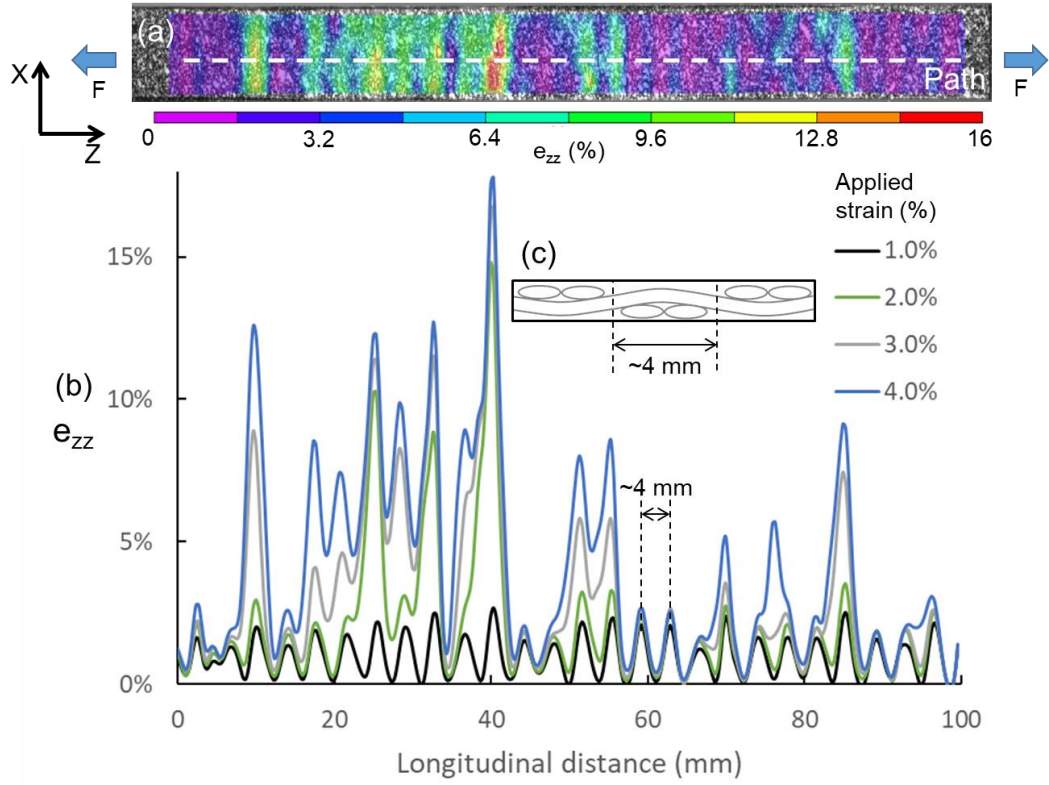 (a)
X
F
Path
F
Z
0
3.2
6.4
9.6
12.8
16
ezz (%)
Applied
strain (%)
1.0%
2.0%
3.0%
4.0%
(c)
~4 mm
(b)
ezz
15%
10%
5%
0%
~4 mm
0
20
40
60
80
100
Longitudinal distance (mm)